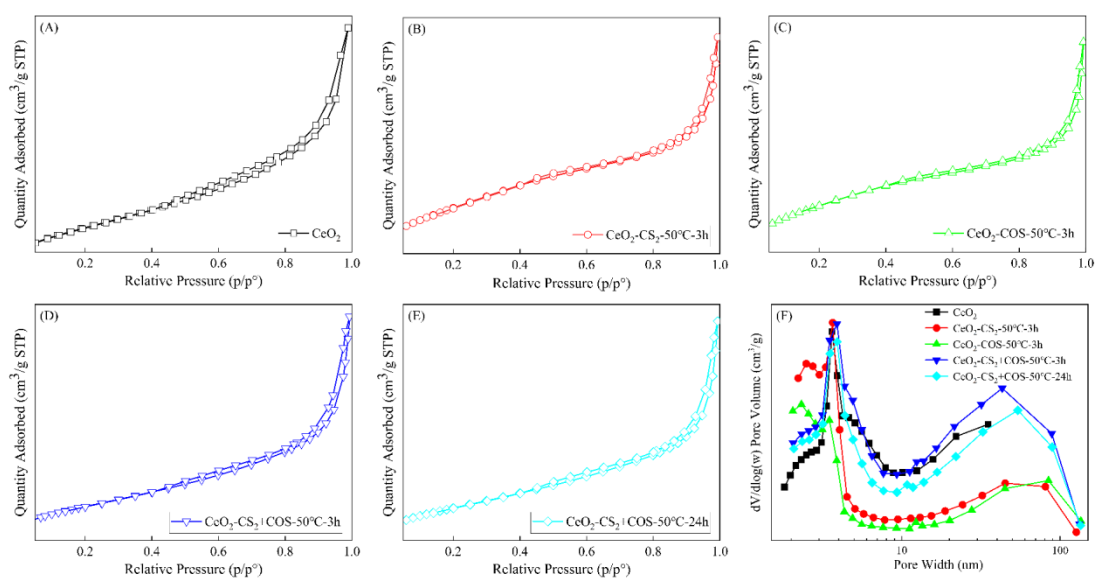 (A)
Quantity Adsorbed (cm³/g STP)
CeO₂
0.2 0.4 0.6 0.8 1.0
Relative Pressure (p/p°)
(B)
Quantity Adsorbed (cm³/g STP)
CeO₂-CS₂-50℃-3h
0.2 0.4 0.6 0.8 1.0
Relative Pressure (p/p°)
(C)
Quantity Adsorbed (cm³/g STP)
CeO₂-COS-50℃-3h
0.2 0.4 0.6 0.8 1.0
Relative Pressure (p/p°)
(D)
Quantity Adsorbed (cm³/g STP)
CeO₂-CS₂+COS-50℃-3h
0.2 0.4 0.6 0.8 1.0
Relative Pressure (p/p°)
(E)
Quantity Adsorbed (cm³/g STP)
CeO₂-CS₂+COS-50℃-24h
0.2 0.4 0.6 0.8 1.0
Relative Pressure (p/p°)
(F)
dV/dlog(w) Pore Volume (cm³/g)
CeO₂
CeO₂-CS₂-50℃-3h
CeO₂-COS-50℃-3h
CeO₂-CS₂+COS-50℃-3h
CeO₂-CS₂+COS-50℃-24h
10 100
Pore Width (nm)